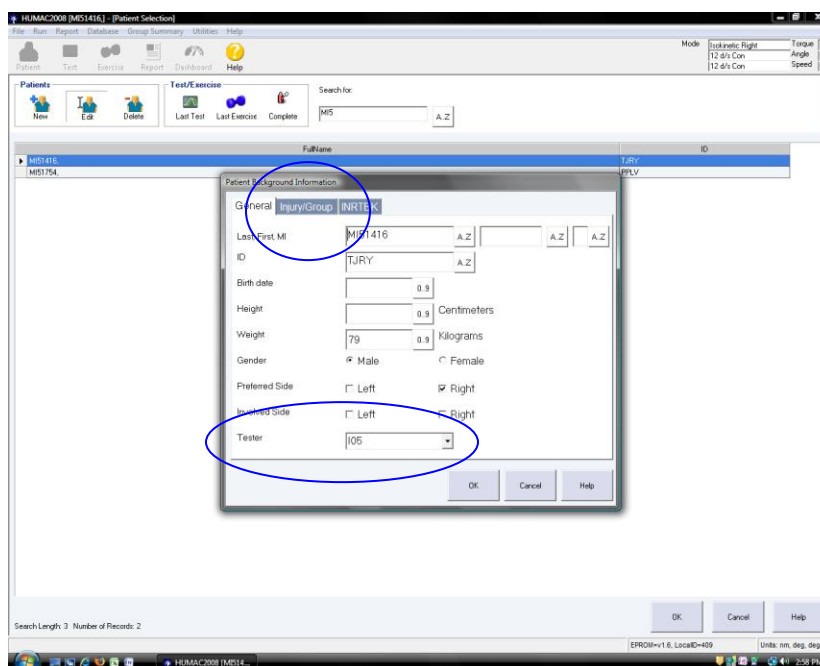 HUMAC2008 [MI51416,] - [Patient Selection]
File Run Report Database Group Summary Utilities Help
Patient Test Exercise Report Dashboard Help
Mode Isokinetic Right Torque
12 d/s Con Angle
12 d/s Con Speed
Patients Test/Exercise
New Edit Delete Last Test Last Exercise Complete
Search for:
MI5 A..Z
FullName ID
MI51416, TJRY
MI51754, PPLV
Patient Background Information
General Injury/Group
Last, First, MI MI51416 A..Z A..Z A..Z
ID TJRY A..Z
Birth date 0..9
Height 0..9 Centimeters
Weight 79 0..9 Kilograms
Gender Male Female
Preferred Side Left Right
Involved Side Left Right
Tester I05
OK Cancel Help
OK Cancel Help
Search Length: 3 Number of Records: 2
EPROM=v1.6, LocalID=409 Units: nm, deg, deg
HUMAC2008 [MI514... 2:58 PM